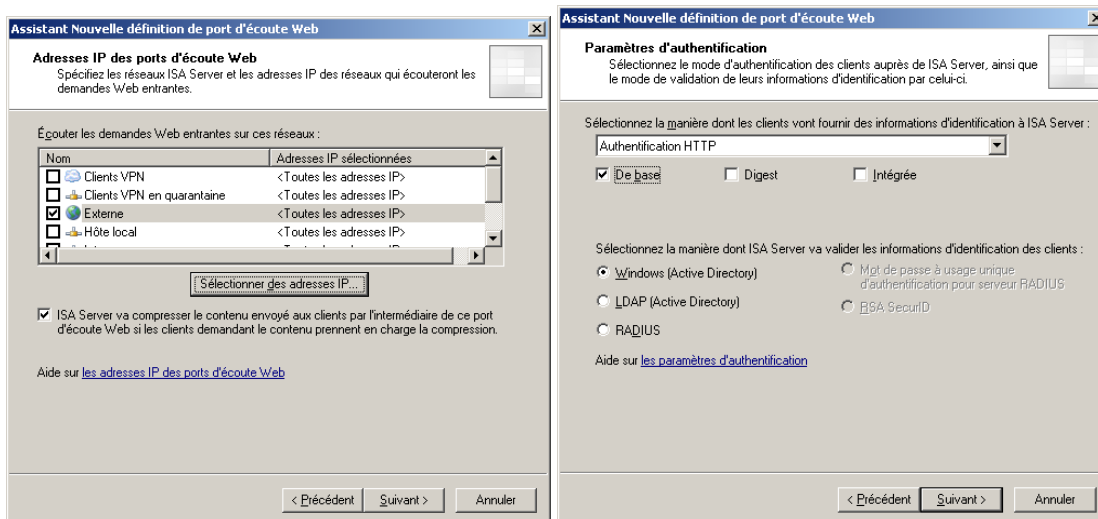 Assistant Nouvelle définition de port d'écoute Web
Adresses IP des ports d'écoute Web
Spécifiez les réseaux ISA Server et les adresses IP des réseaux qui écouteront les
demandes Web entrantes.
Écouter les demandes Web entrantes sur ces réseaux :
Nom Adresses IP sélectionnées
Clients VPN <Toutes les adresses IP>
Clients VPN en quarantaine <Toutes les adresses IP>
Externe <Toutes les adresses IP>
Hôte local <Toutes les adresses IP>
Sélectionner des adresses IP...
ISA Server va compresser le contenu envoyé aux clients par l'intermédiaire de ce port
d'écoute Web si les clients demandant le contenu prennent en charge la compression.
Aide sur les adresses IP des ports d'écoute Web
< Précédent Suivant > Annuler
Assistant Nouvelle définition de port d'écoute Web
Paramètres d'authentification
Sélectionnez le mode d'authentification des clients auprès de ISA Server, ainsi que
le mode de validation de leurs informations d'identification par celui-ci.
Sélectionnez la manière dont les clients vont fournir des informations d'identification à ISA Server :
Authentification HTTP
De base Digest Intégrée
Sélectionnez la manière dont ISA Server va valider les informations d'identification des clients :
Windows (Active Directory) Mot de passe à usage unique
d'authentification pour serveur RADIUS
LDAP (Active Directory) RSA SecurID
RADIUS
Aide sur les paramètres d'authentification
< Précédent Suivant > Annuler